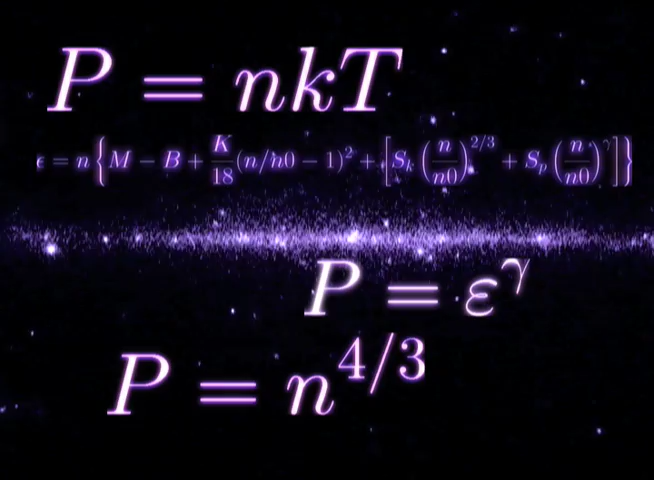 P = nkT
ϵ = n{M − B + K/18(n/n0 − 1)² + [S_k(n/n0)^{2/3} + S_p(n/n0)^γ]}
P = ε^γ
P = n^{4/3}